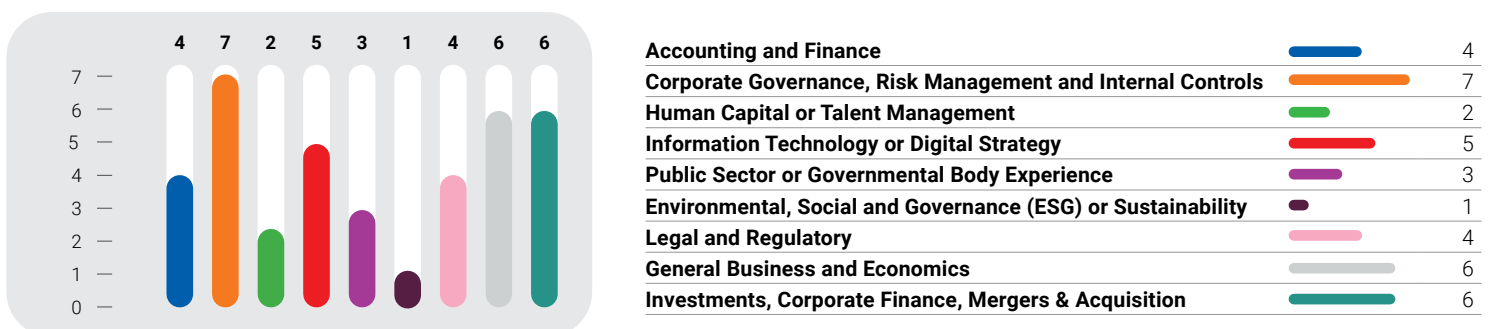 4 7 2 5 3 1 4 6 6
7
6
5
4
3
2
1
0
Accounting and Finance 4
Corporate Governance, Risk Management and Internal Controls 7
Human Capital or Talent Management 2
Information Technology or Digital Strategy 5
Public Sector or Governmental Body Experience 3
Environmental, Social and Governance (ESG) or Sustainability 1
Legal and Regulatory 4
General Business and Economics 6
Investments, Corporate Finance, Mergers & Acquisition 6